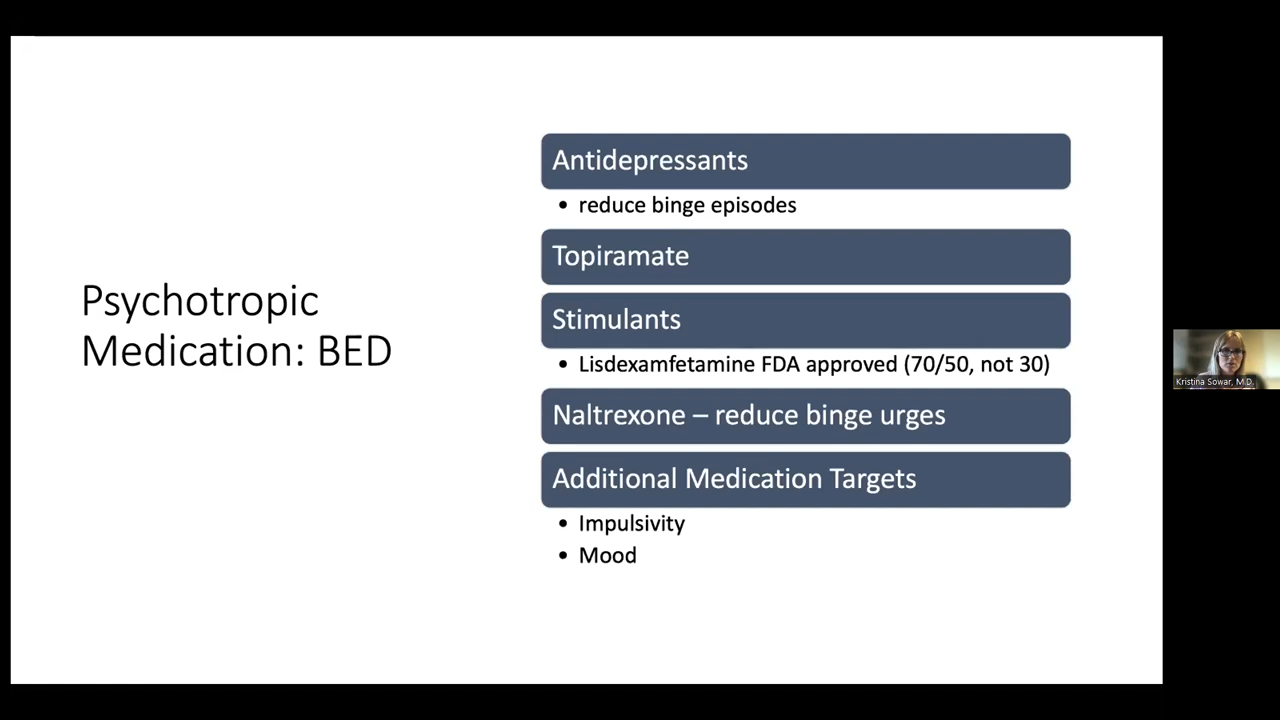 Psychotropic
Medication: BED
Antidepressants
• reduce binge episodes
Topiramate
Stimulants
• Lisdexamfetamine FDA approved (70/50, not 30)
Naltrexone – reduce binge urges
Additional Medication Targets
• Impulsivity
• Mood
Kristina Sowar, M.D.